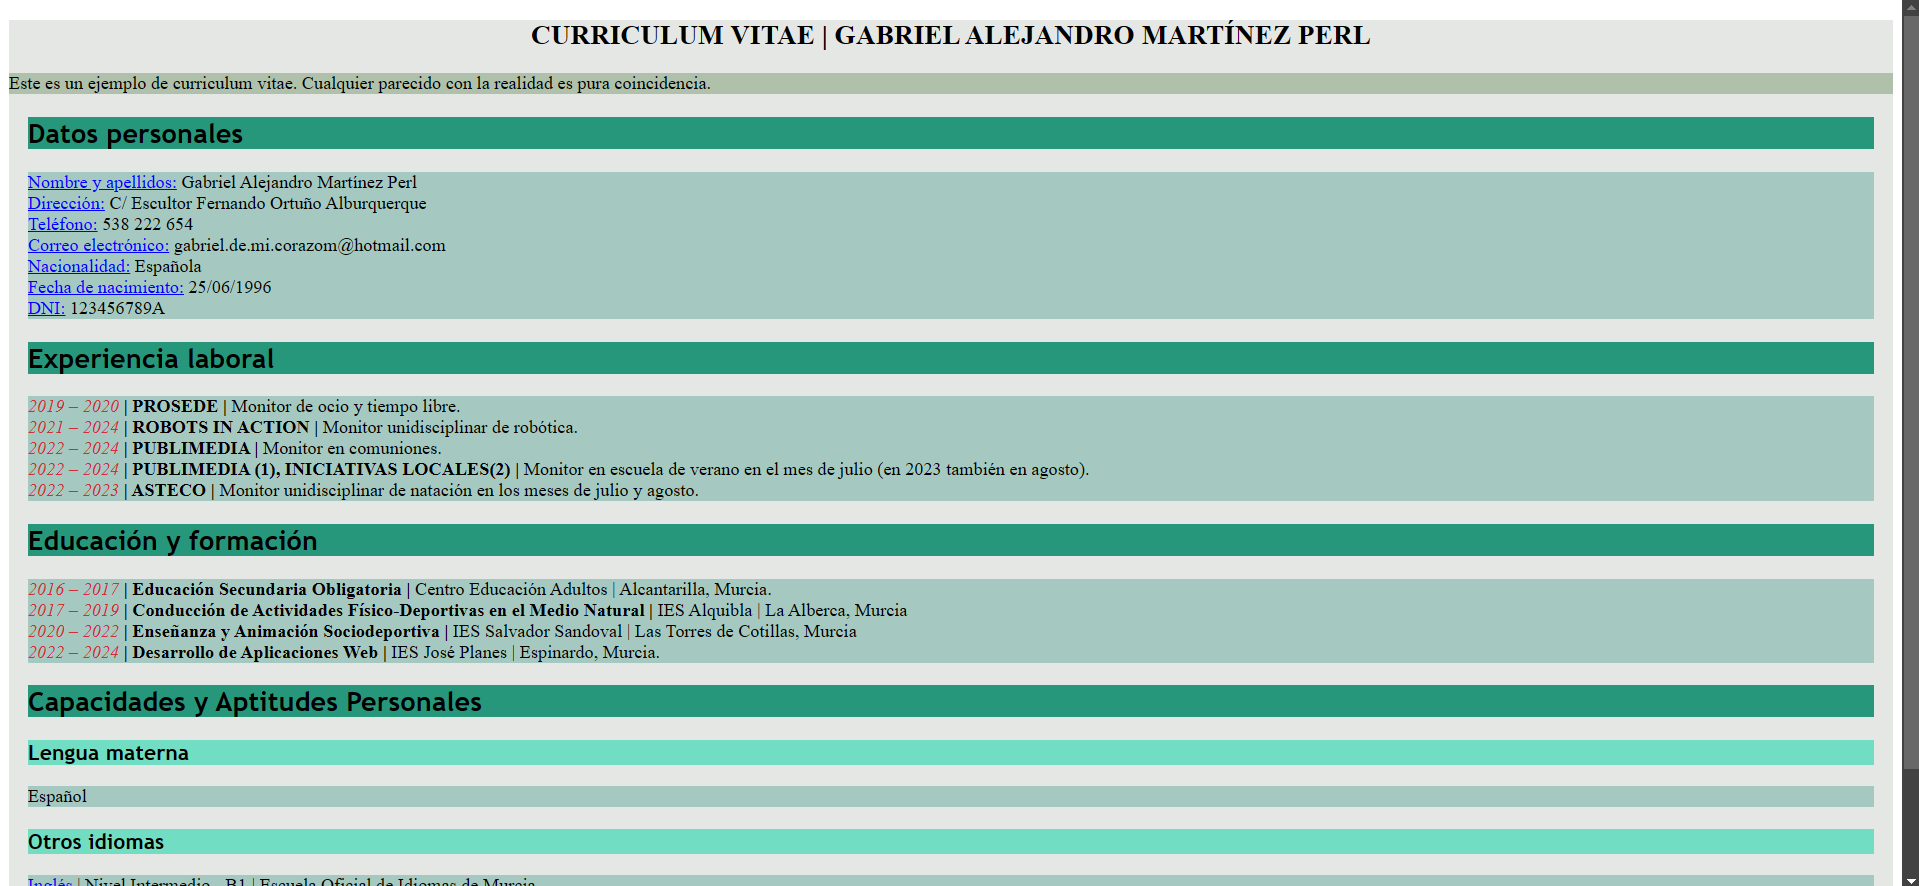 CURRICULUM VITAE | GABRIEL ALEJANDRO MARTÍNEZ PERL
Este es un ejemplo de curriculum vitae. Cualquier parecido con la realidad es pura coincidencia.
Datos personales
Nombre y apellidos: Gabriel Alejandro Martínez Perl
Dirección: C/ Escultor Fernando Ortuño Alburquerque
Teléfono: 538 222 654
Correo electrónico: gabriel.de.mi.corazom@hotmail.com
Nacionalidad: Española
Fecha de nacimiento: 25/06/1996
DNI: 123456789A
Experiencia laboral
2019 – 2020 | PROSEDE | Monitor de ocio y tiempo libre.
2021 – 2024 | ROBOTS IN ACTION | Monitor unidisciplinar de robótica.
2022 – 2024 | PUBLIMEDIA | Monitor en comuniones.
2022 – 2024 | PUBLIMEDIA (1), INICIATIVAS LOCALES(2) | Monitor en escuela de verano en el mes de julio (en 2023 también en agosto).
2022 – 2023 | ASTECO | Monitor unidisciplinar de natación en los meses de julio y agosto.
Educación y formación
2016 – 2017 | Educación Secundaria Obligatoria | Centro Educación Adultos | Alcantarilla, Murcia.
2017 – 2019 | Conducción de Actividades Físico-Deportivas en el Medio Natural | IES Alquibla | La Alberca, Murcia
2020 – 2022 | Enseñanza y Animación Sociodeportiva | IES Salvador Sandoval | Las Torres de Cotillas, Murcia
2022 – 2024 | Desarrollo de Aplicaciones Web | IES José Planes | Espinardo, Murcia.
Capacidades y Aptitudes Personales
Lengua materna
Español
Otros idiomas
Inglés | Nivel Intermedio - B1 | Escuela Oficial de Idiomas de Murcia